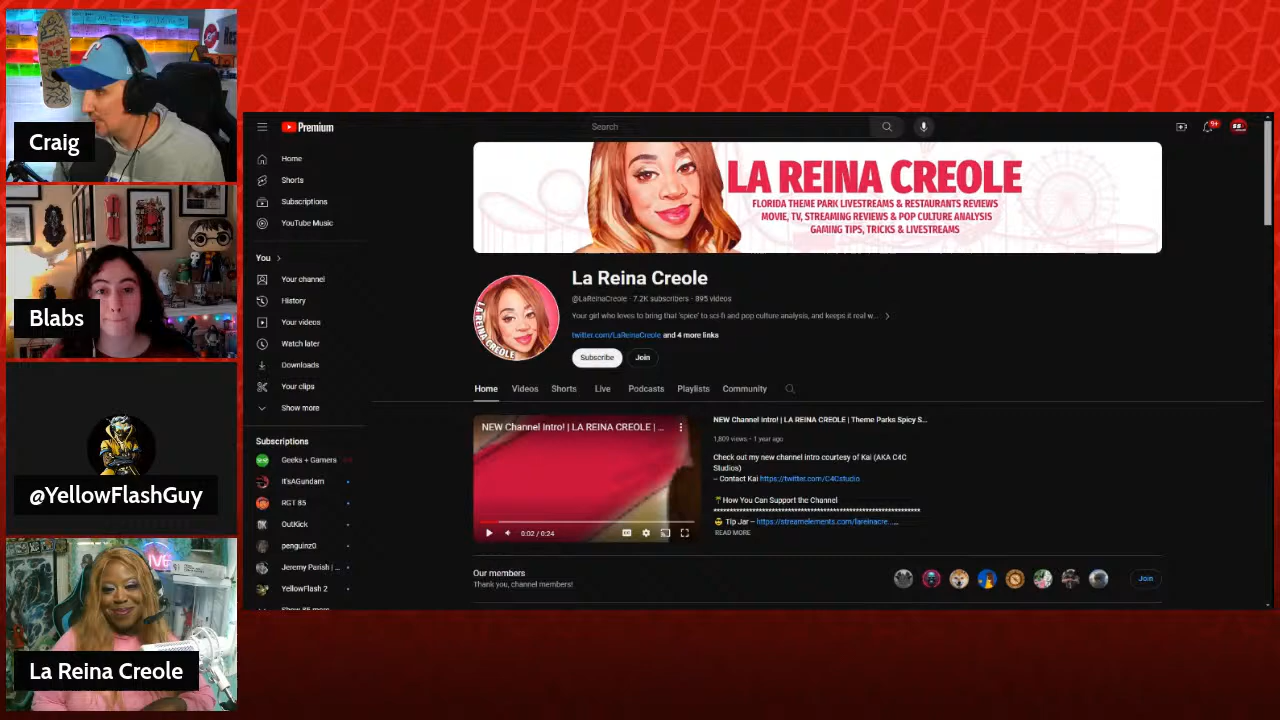 Craig
Blabs
@YellowFlashGuy
La Reina Creole
Premium
Search
9+
Home
Shorts
Subscriptions
YouTube Music
You
Your channel
History
Your videos
Watch later
Downloads
Your clips
Show more
Subscriptions
Geeks + Gamers
It'sAGundam
RGT 85
OutKick
penguinz0
Jeremy Parish | ...
YellowFlash 2
LA REINA CREOLE
FLORIDA THEME PARK LIVESTREAMS & RESTAURANTS REVIEWS
MOVIE, TV, STREAMING REVIEWS & POP CULTURE ANALYSIS
GAMING TIPS, TRICKS & LIVESTREAMS
LA REINA CREOLE
La Reina Creole
@LaReinaCreole · 7.2K subscribers · 895 videos
Your girl who loves to bring that 'spice' to sci fi and pop culture analysis, and keeps it real w...
twitter.com/LaReinaCreole and 4 more links
Subscribe Join
Home Videos Shorts Live Podcasts Playlists Community
NEW Channel Intro! | LA REINA CREOLE | ...
0:02 / 0:24
NEW Channel Intro! | LA REINA CREOLE | Theme Parks Spicy S...
1,809 views · 1 year ago
Check out my new channel intro courtesy of Kai (AKA C4C
Studios)
– Contact Kai https://twitter.com/C4Cstudio
How You Can Support the Channel
Tip Jar – https://streamelements.com/lareinacre...
READ MORE
Our members
Thank you, channel members!
Join